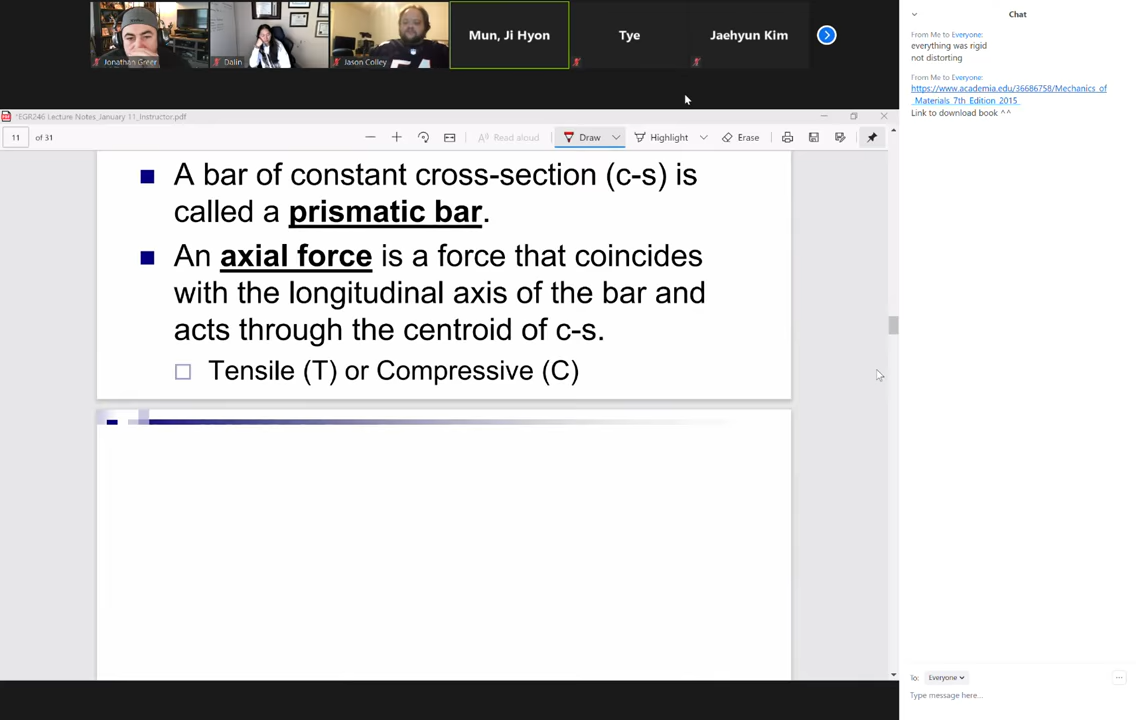 Jonathan Greer
Dalin
Jason Colley
Mun, Ji Hyon
Tye
Jaehyun Kim
*EGR246 Lecture Notes_January 11_Instructor.pdf
11 of 31
Read aloud
Draw
Highlight
Erase
A bar of constant cross-section (c-s) is
called a prismatic bar.
An axial force is a force that coincides
with the longitudinal axis of the bar and
acts through the centroid of c-s.
Tensile (T) or Compressive (C)
Chat
From Me to Everyone:
everything was rigid
not distorting
From Me to Everyone:
https://www.academia.edu/36686758/Mechanics_of
_Materials_7th_Edition_2015_
Link to download book ^^
To: Everyone
Type message here...